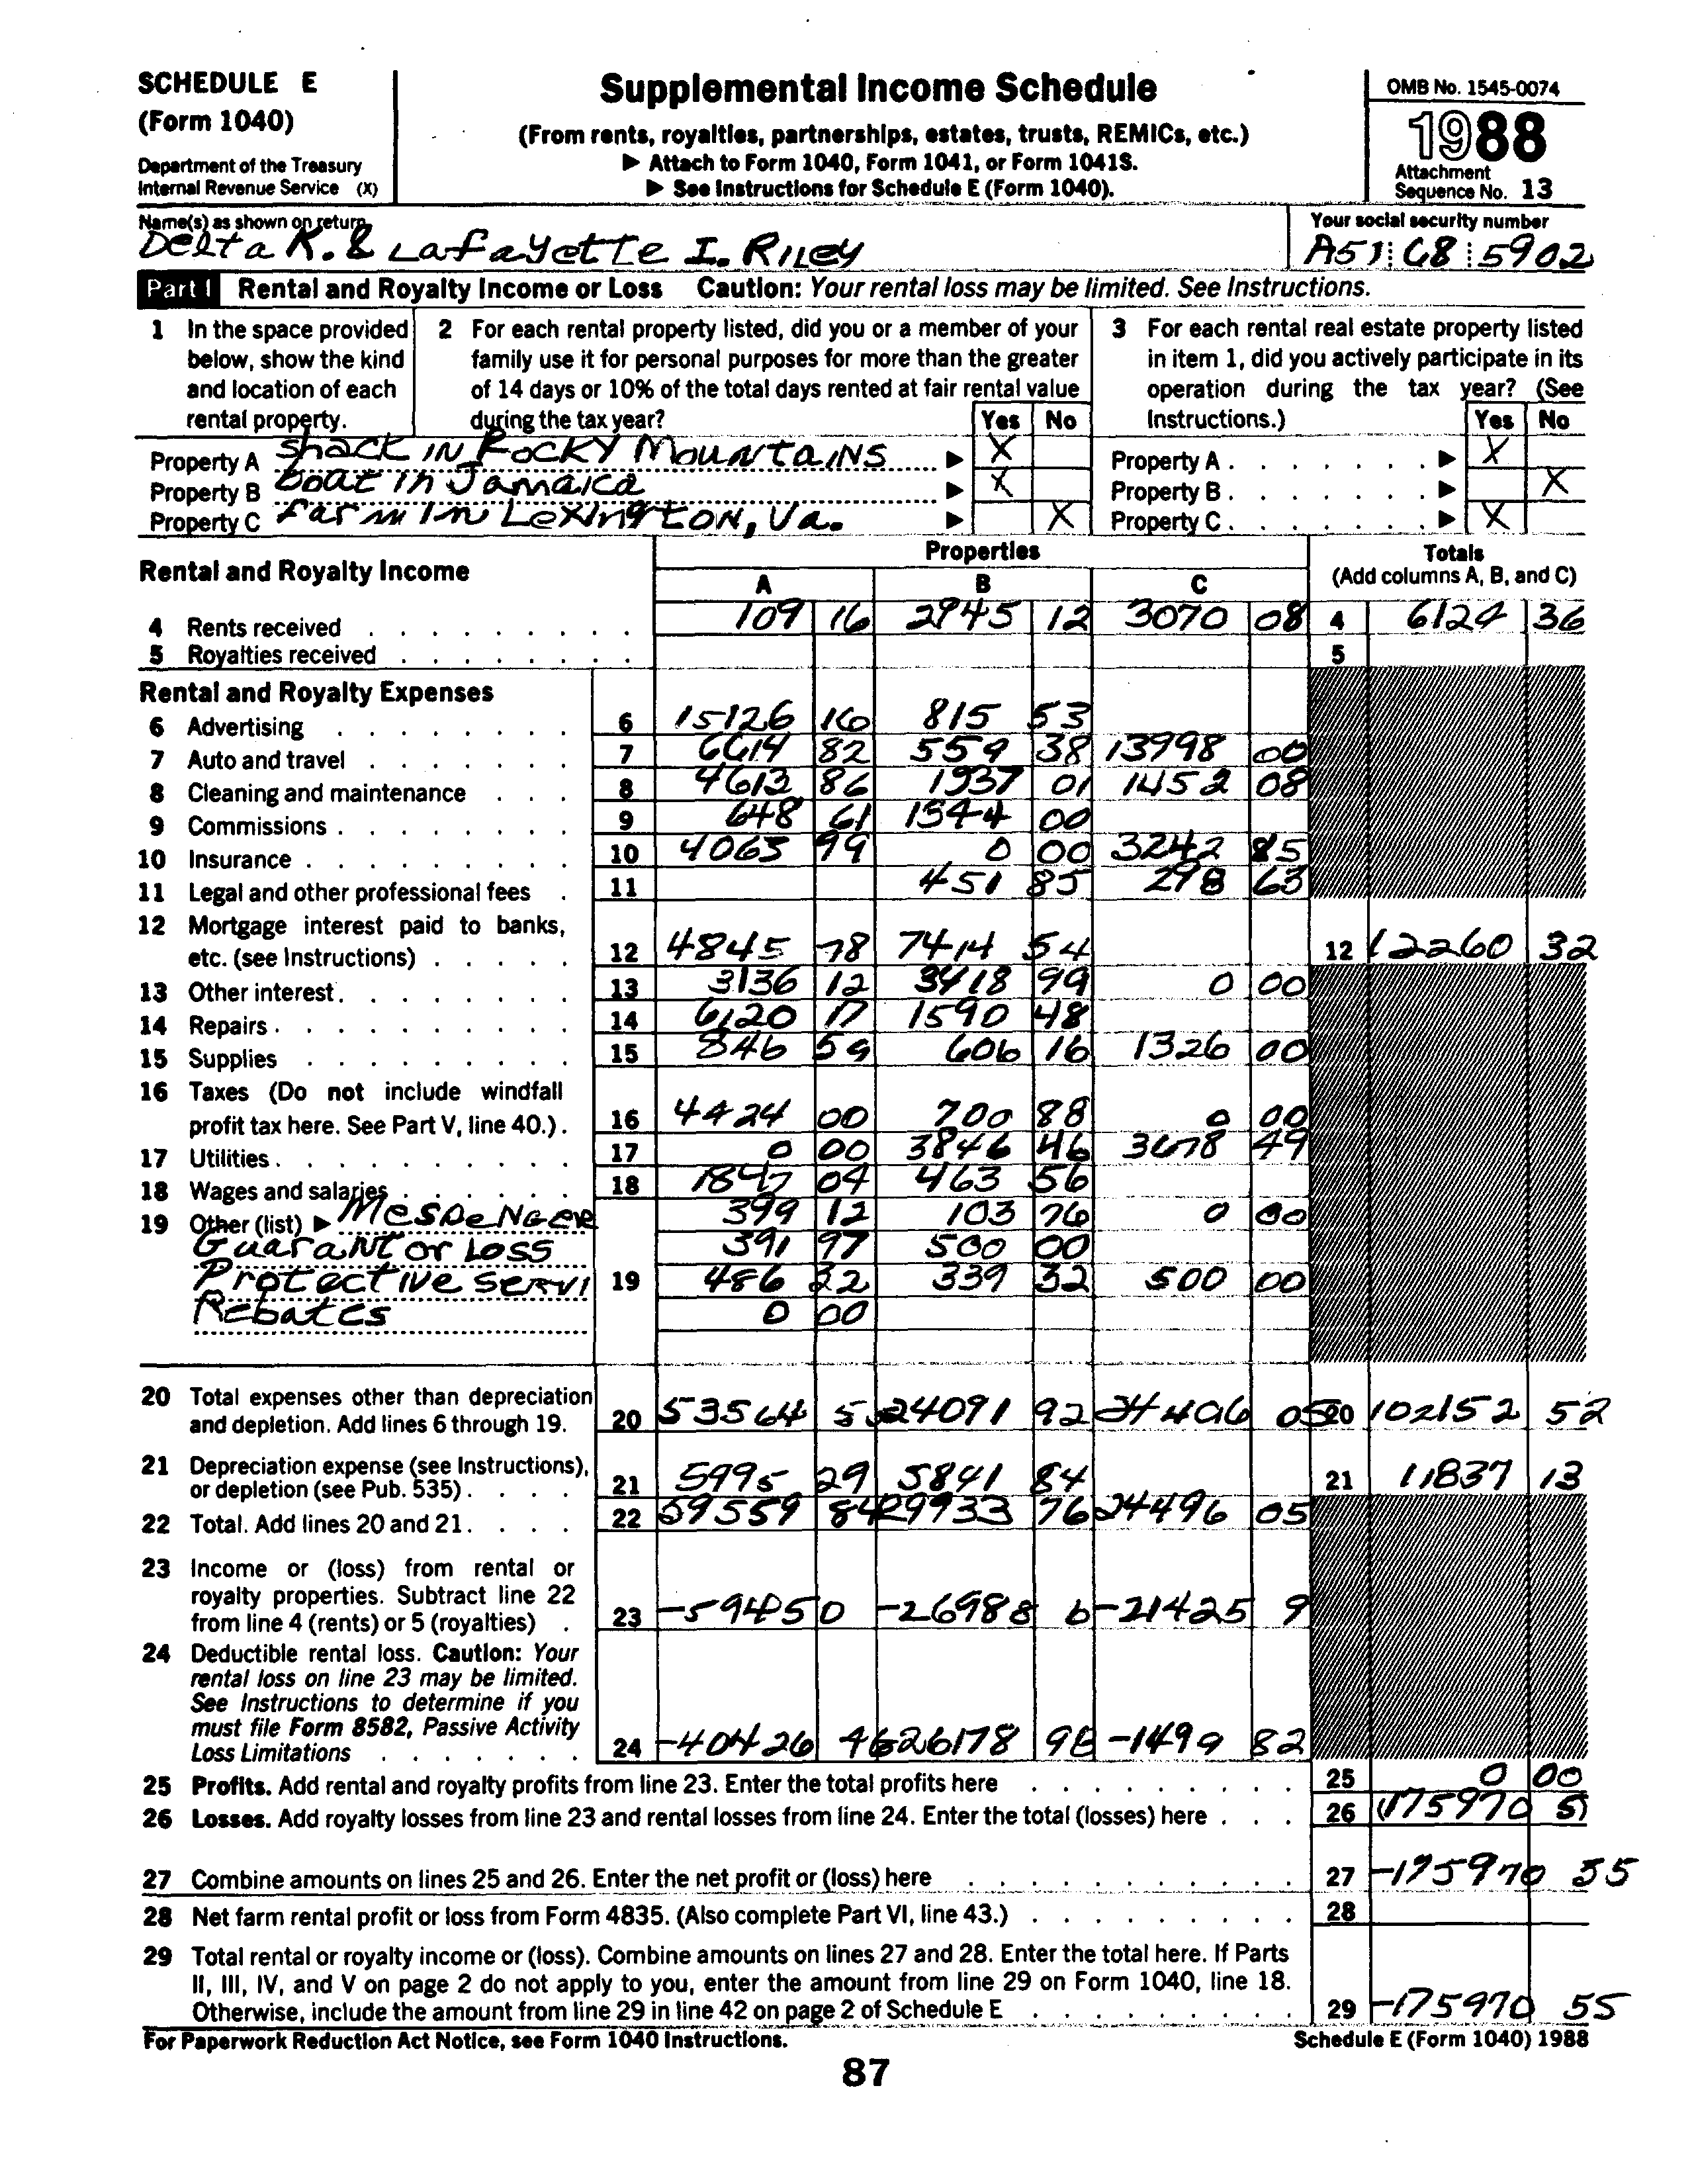 SCHEDULE E
(Form 1040)
Department of the Treasury
Internal Revenue Service (X)
Supplemental Income Schedule
(From rents, royalties, partnerships, estates, trusts, REMICs, etc.)
▶ Attach to Form 1040, Form 1041, or Form 1041S.
▶ See Instructions for Schedule E (Form 1040).
OMB No. 1545-0074
1988
Attachment
Sequence No. 13
Name(s) as shown on return
Delta K. & Lafayette I. Riley
Your social security number
A51 68 5902
Part I Rental and Royalty Income or Loss Caution: Your rental loss may be limited. See Instructions.
1 In the space provided
below, show the kind
and location of each
rental property.
2 For each rental property listed, did you or a member of your
family use it for personal purposes for more than the greater
of 14 days or 10% of the total days rented at fair rental value
during the tax year? Yes No
3 For each rental real estate property listed
in item 1, did you actively participate in its
operation during the tax year? (See
Instructions.) Yes No
Property A Shack in Rocky Mountains ▶ X
Property B boat in Jamaica ▶ X
Property C farm in Lexington, Va. ▶ X
Property A . . . . . . . ▶ X
Property B . . . . . . . ▶ X
Property C . . . . . . . ▶ X
Rental and Royalty Income
Properties
A B C
Totals
(Add columns A, B, and C)
4 Rents received 109 16 2945 12 3070 08 4 6124 36
5 Royalties received 5
Rental and Royalty Expenses
6 Advertising 6 15126 16 815 53
7 Auto and travel 7 6614 82 559 38 13998 00
8 Cleaning and maintenance 8 4613 86 1937 01 1452 08
9 Commissions 9 648 61 1544 00
10 Insurance 10 4063 99 0 00 3242 85
11 Legal and other professional fees 11 451 85 298 63
12 Mortgage interest paid to banks,
etc. (see Instructions) 12 4845 78 7414 54 12 12260 32
13 Other interest 13 3136 12 3418 99 0 00
14 Repairs 14 6120 17 1590 48
15 Supplies 15 846 59 606 16 1326 00
16 Taxes (Do not include windfall
profit tax here. See Part V, line 40.) 16 4424 00 700 88 0 00
17 Utilities 17 0 00 3846 46 3678 49
18 Wages and salaries 18 1847 04 463 56
19 Other (list) ▶ Messenger 399 12 103 76 0 00
Guarantor Loss 391 97 500 00
Protective Servi 19 486 32 339 32 500 00
Rebates 0 00
20 Total expenses other than depreciation
and depletion. Add lines 6 through 19. 20 53564 5 24091 92 24496 05 20 102152 52
21 Depreciation expense (see Instructions),
or depletion (see Pub. 535) 21 5995 29 5841 84 21 11837 13
22 Total. Add lines 20 and 21 22 59559 84 29933 76 24496 05
23 Income or (loss) from rental or
royalty properties. Subtract line 22
from line 4 (rents) or 5 (royalties) 23 -59450 -26988 6 -21425 9
24 Deductible rental loss. Caution: Your
rental loss on line 23 may be limited.
See Instructions to determine if you
must file Form 8582, Passive Activity
Loss Limitations 24 -40426 46 26178 98 -1499 82
25 Profits. Add rental and royalty profits from line 23. Enter the total profits here 25 0 00
26 Losses. Add royalty losses from line 23 and rental losses from line 24. Enter the total (losses) here 26 (175970 5)
27 Combine amounts on lines 25 and 26. Enter the net profit or (loss) here 27 -175970 55
28 Net farm rental profit or loss from Form 4835. (Also complete Part VI, line 43.) 28
29 Total rental or royalty income or (loss). Combine amounts on lines 27 and 28. Enter the total here. If Parts
II, III, IV, and V on page 2 do not apply to you, enter the amount from line 29 on Form 1040, line 18.
Otherwise, include the amount from line 29 in line 42 on page 2 of Schedule E 29 -175970 55
For Paperwork Reduction Act Notice, see Form 1040 Instructions.
Schedule E (Form 1040) 1988
87